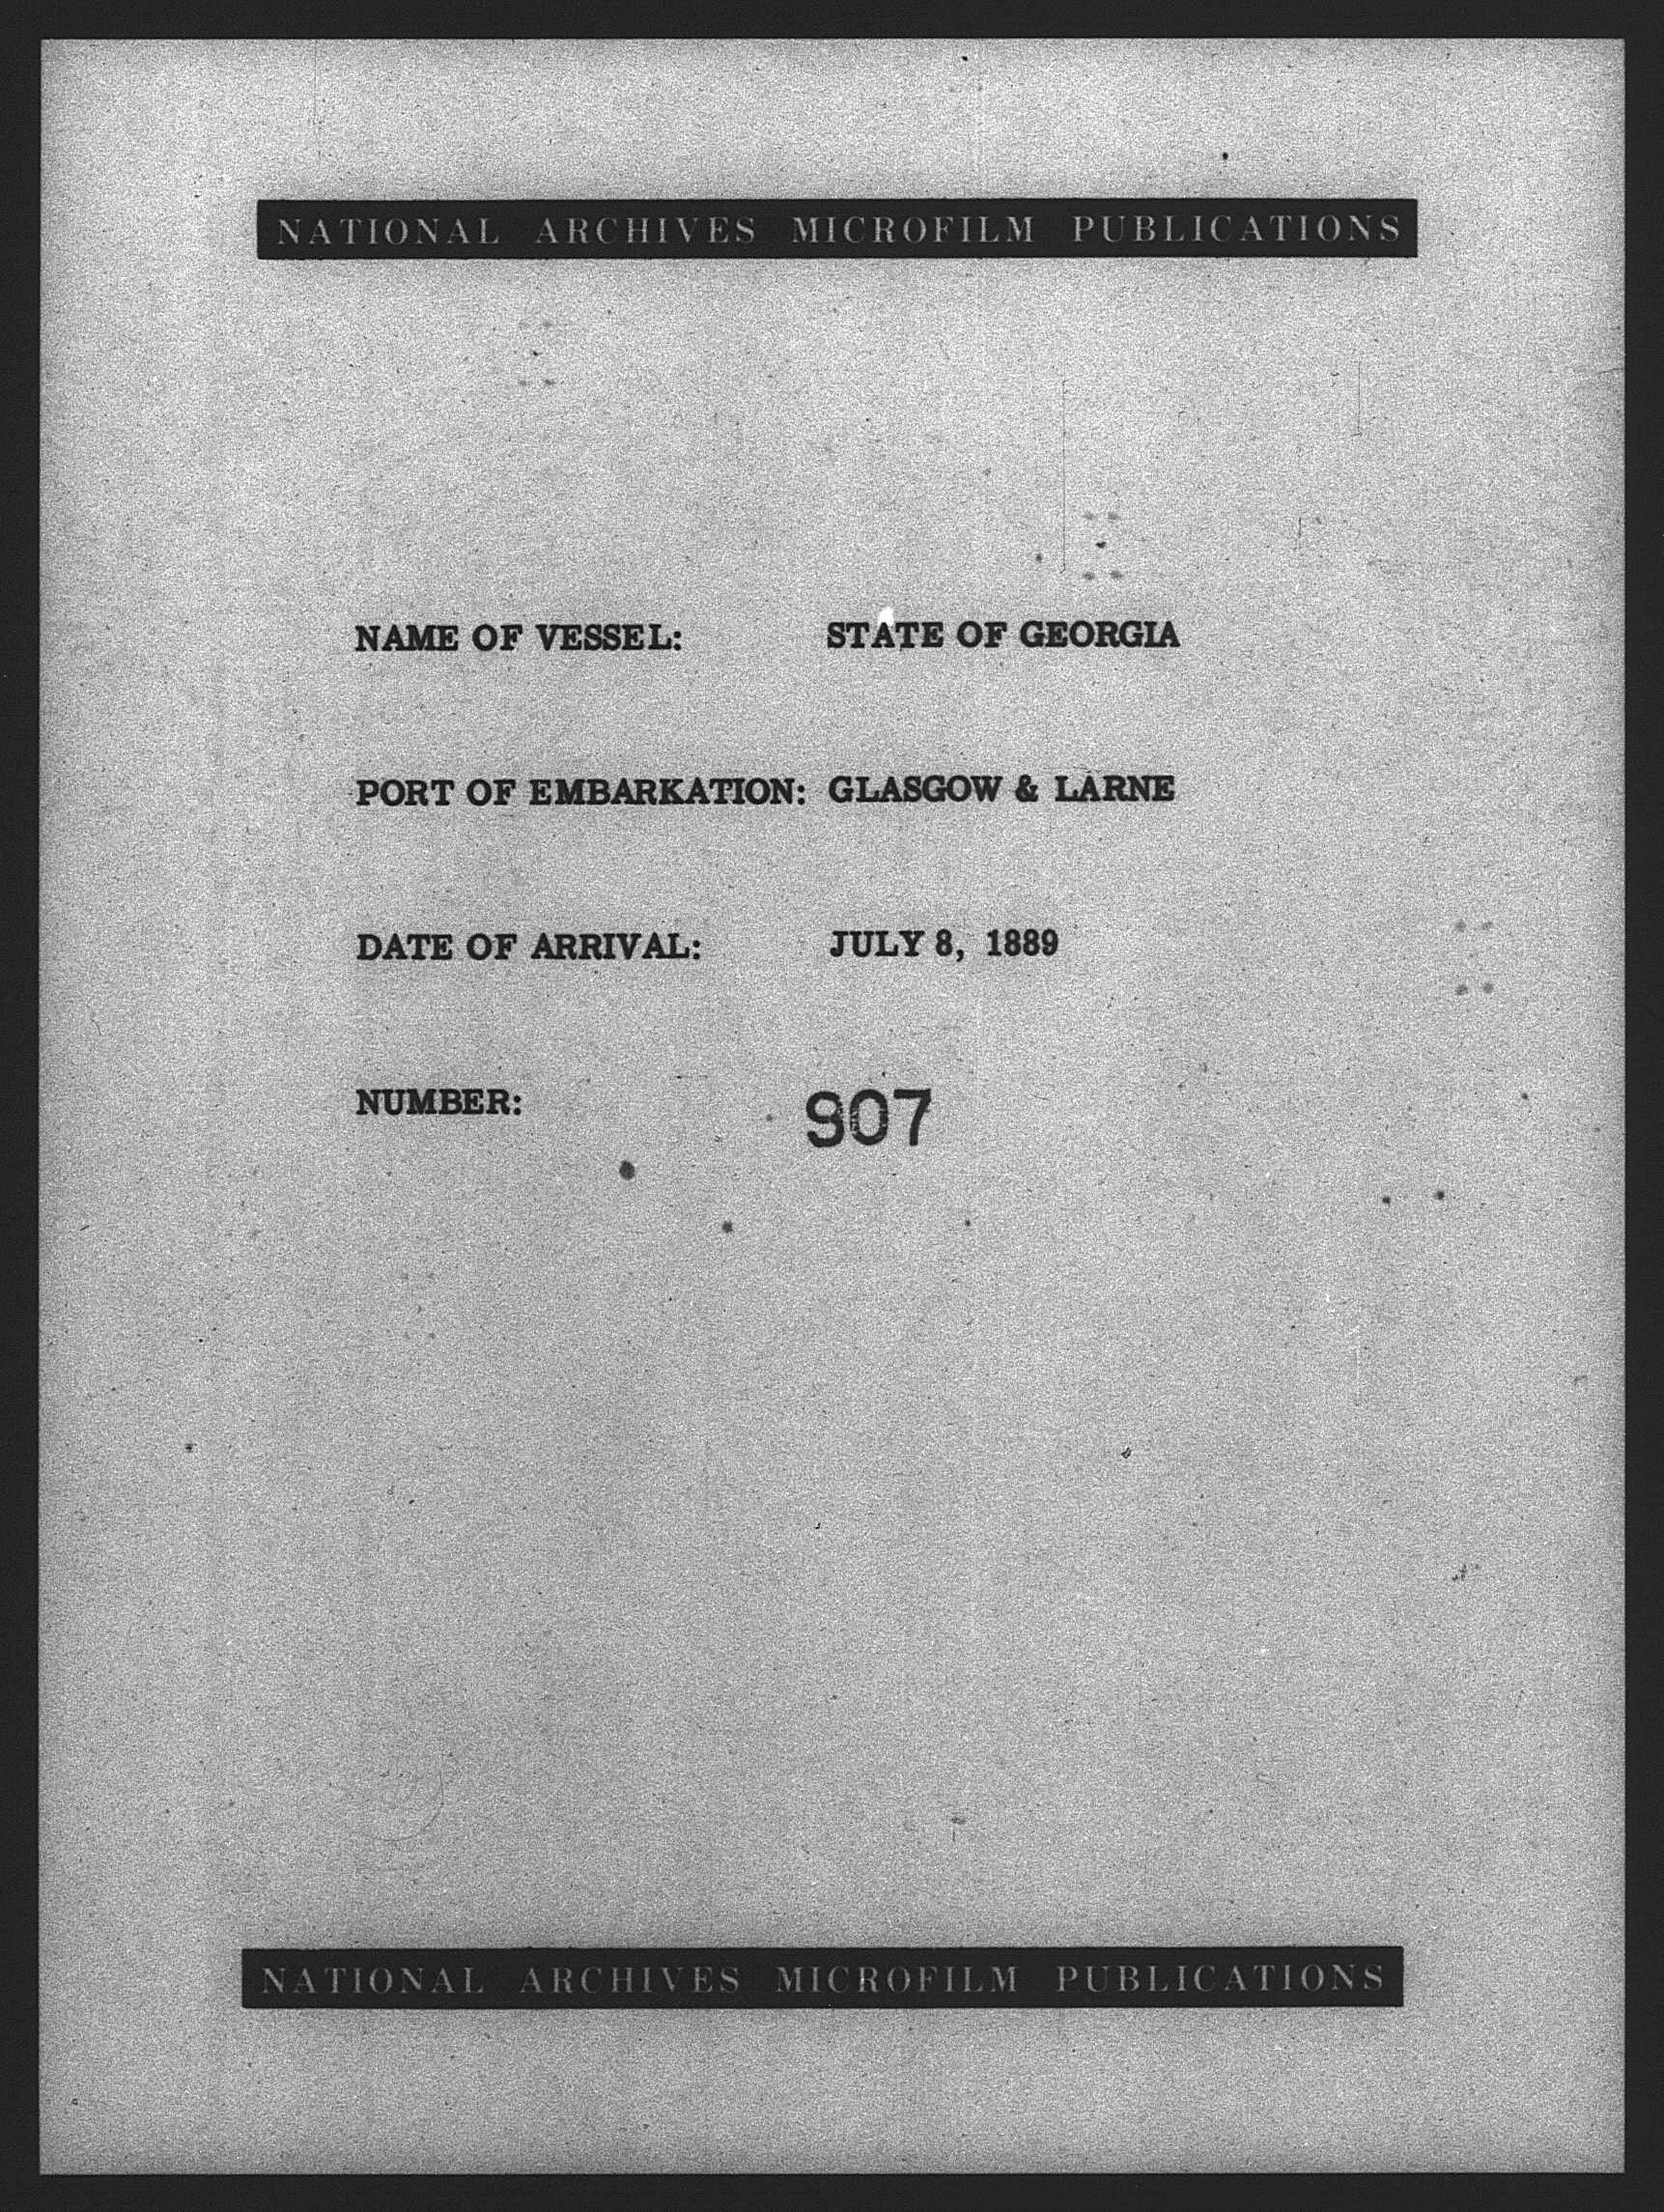 NATIONAL ARCHIVES MICROFILM PUBLICATIONS
NAME OF VESSEL: STATE OF GEORGIA
PORT OF EMBARKATION: GLASGOW & LARNE
DATE OF ARRIVAL: JULY 8, 1889
NUMBER: 907
NATIONAL ARCHIVES MICROFILM PUBLICATIONS